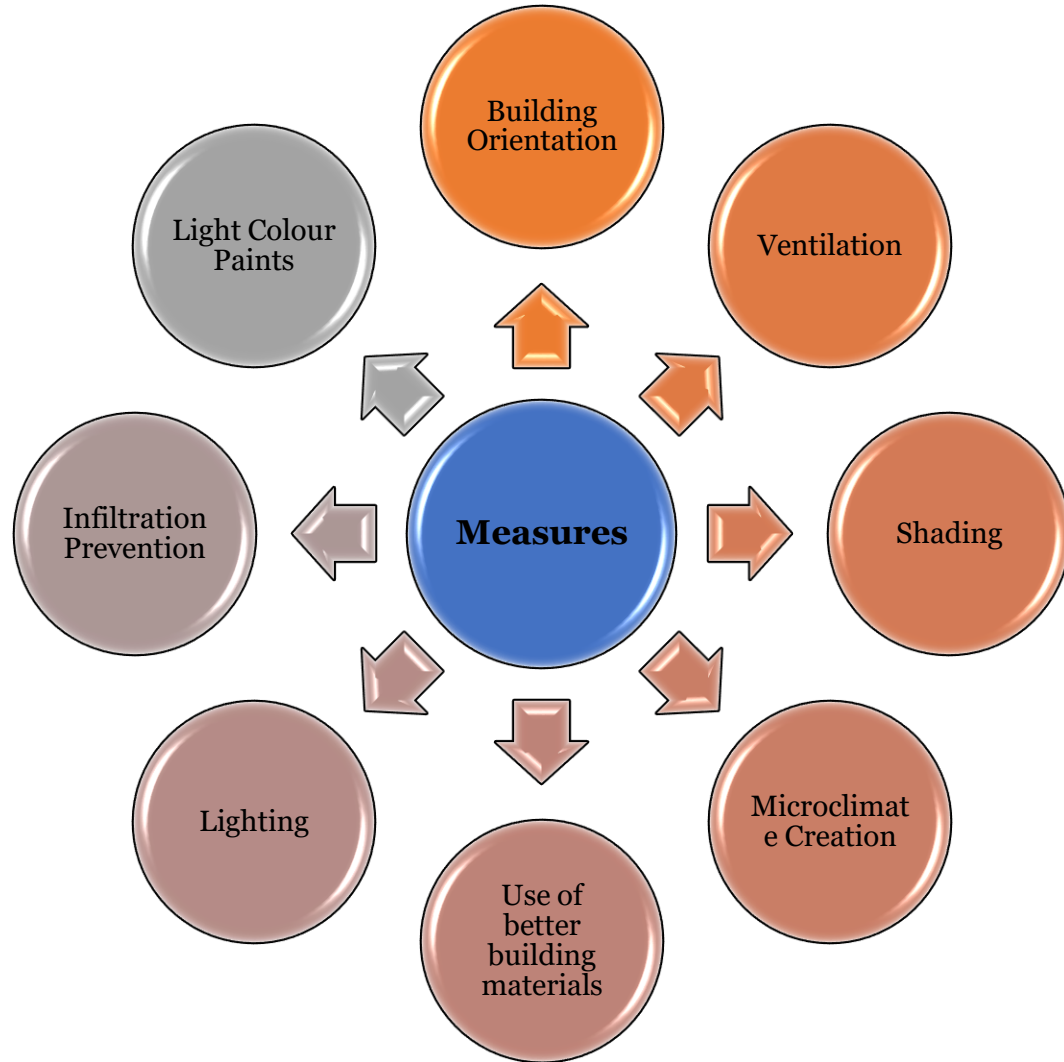 Building
Orientation
Ventilation
Shading
Microclimat
e Creation
Use of
better
building
materials
Lighting
Infiltration
Prevention
Light Colour
Paints
Measures